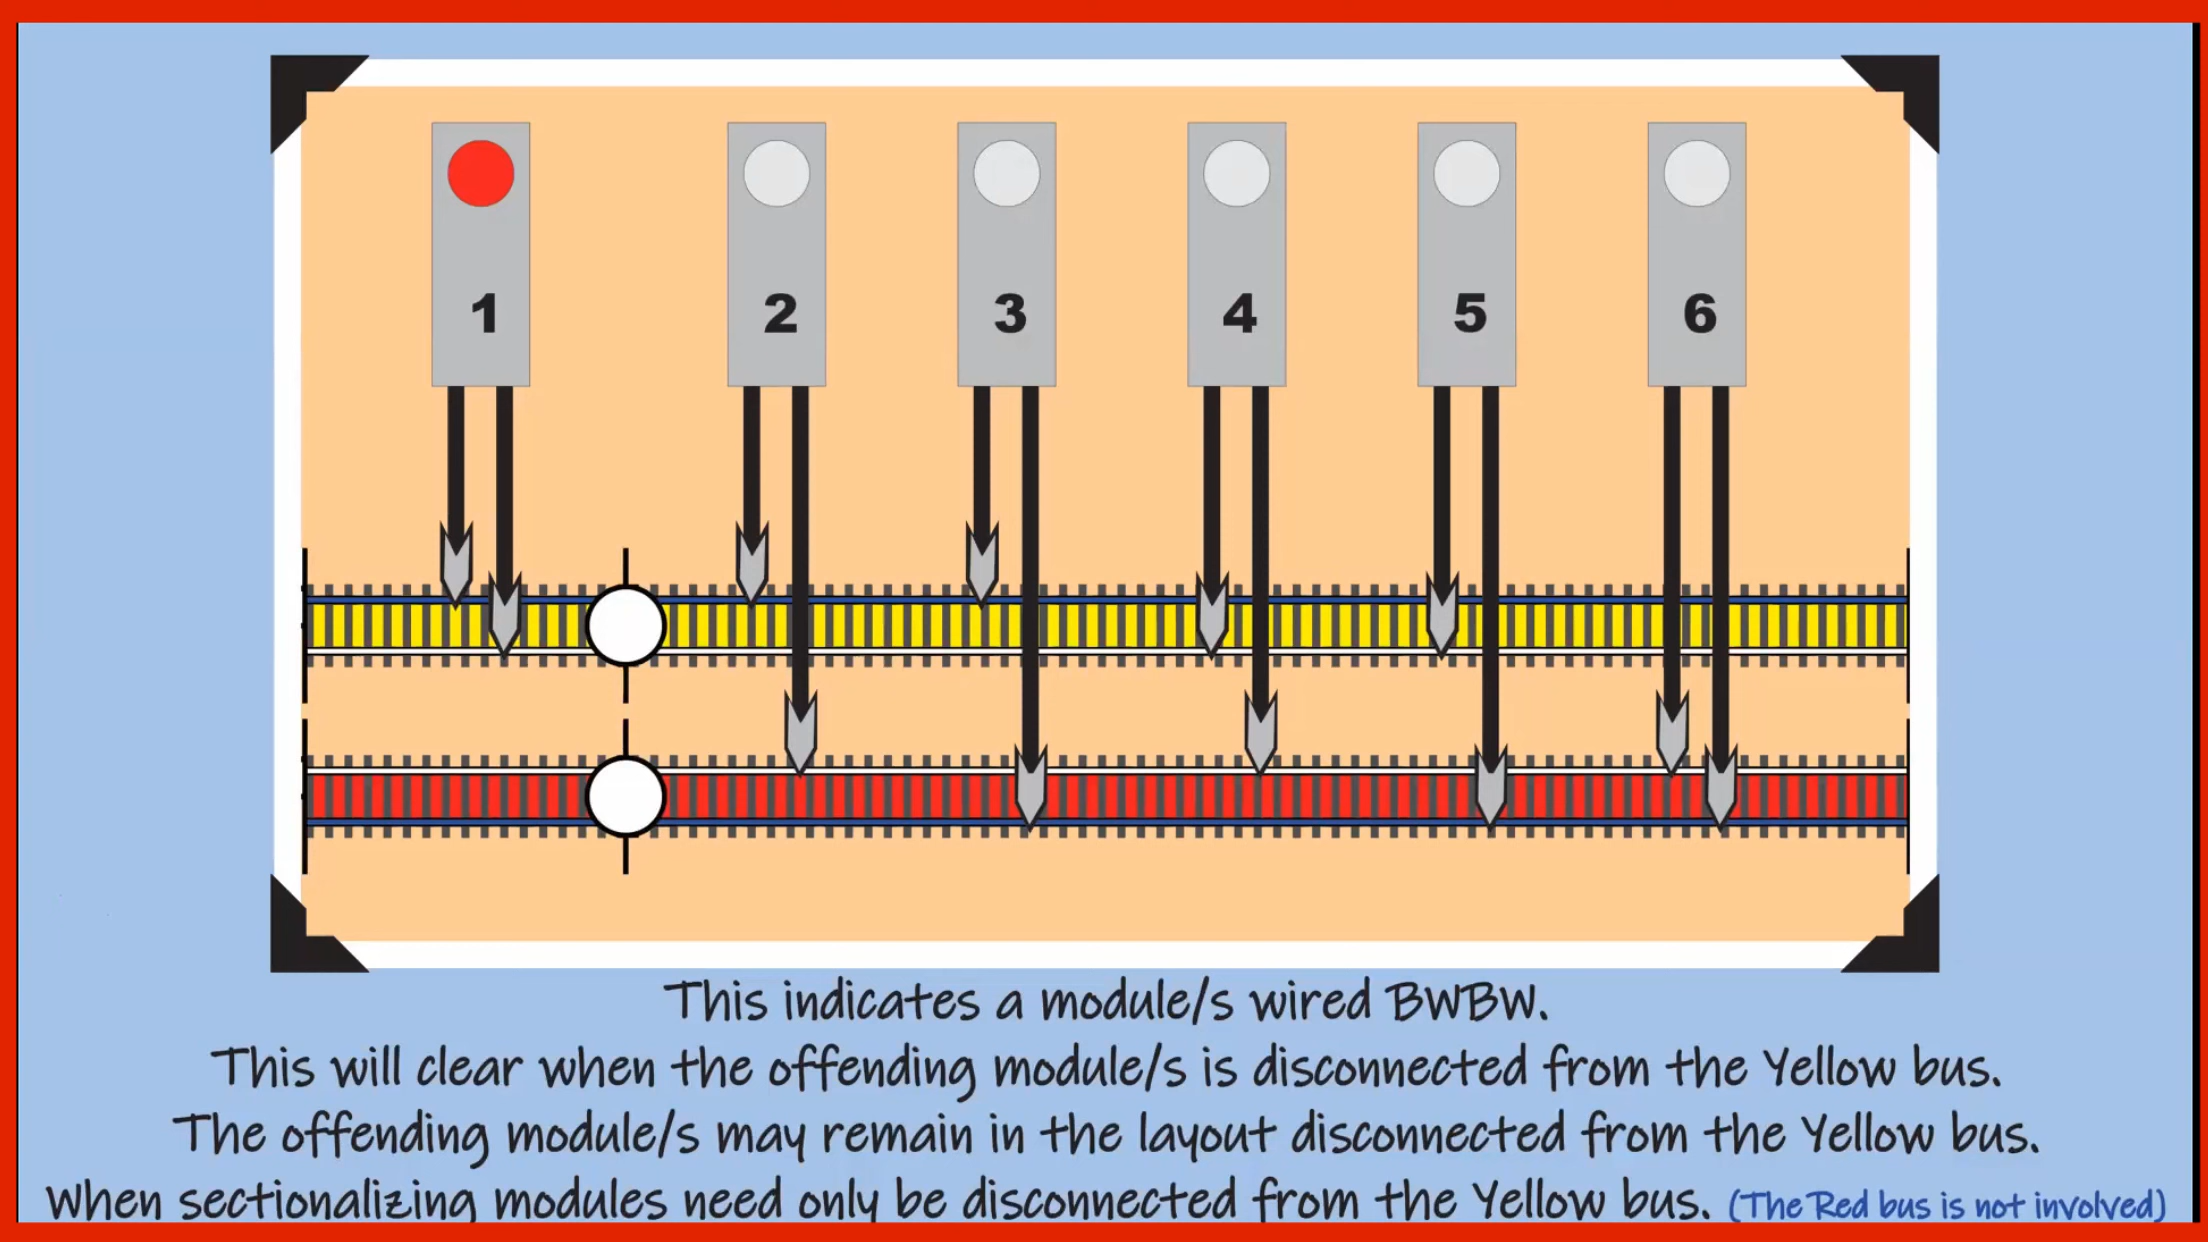 1 2 3 4 5 6
This indicates a module/s wired BWBW.
This will clear when the offending module/s is disconnected from the Yellow bus.
The offending module/s may remain in the layout disconnected from the Yellow bus.
When sectionalizing modules need only be disconnected from the Yellow bus. (The Red bus is not involved)